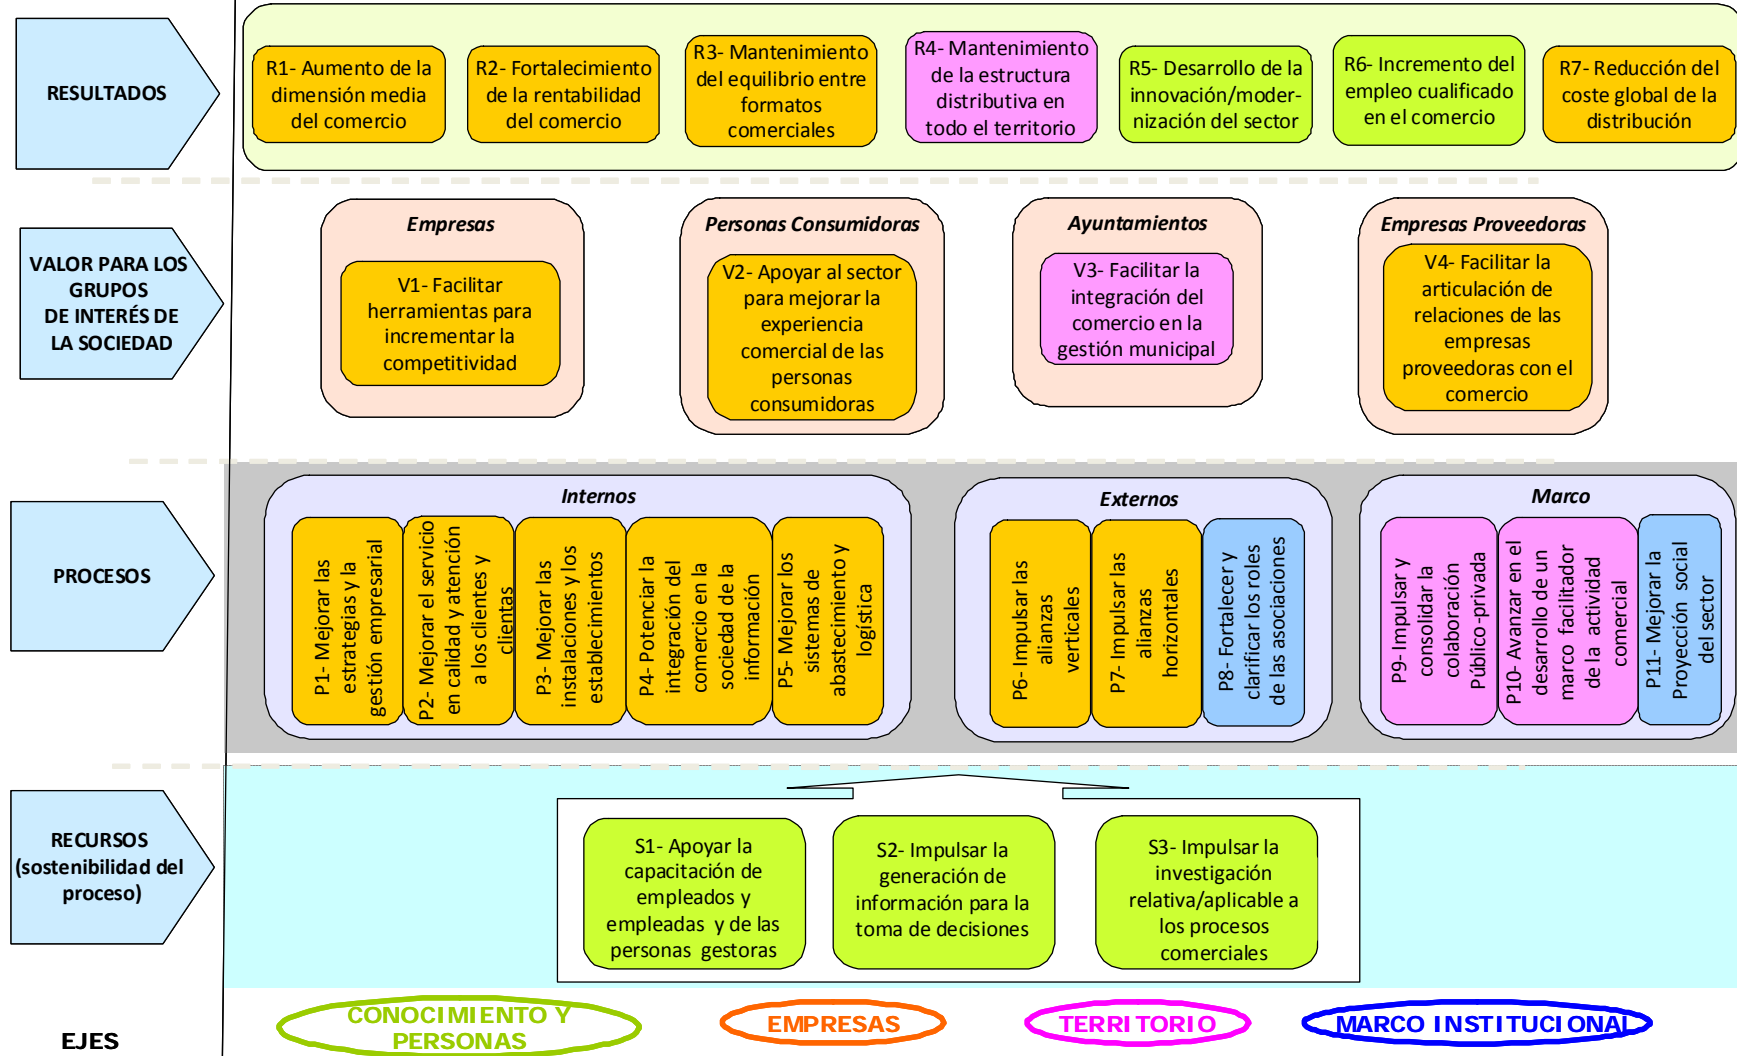 RESULTADOS
R1- Aumento de la
dimensión media
del comercio
R2- Fortalecimiento
de la rentabilidad
del comercio
R3- Mantenimiento
del equilibrio entre
formatos
comerciales
R4- Mantenimiento
de la estructura
distributiva en
todo el territorio
R5- Desarrollo de la
innovación/moder-
nización del sector
R6- Incremento del
empleo cualificado
en el comercio
R7- Reducción del
coste global de la
distribución
VALOR PARA LOS
GRUPOS
DE INTERÉS DE
LA SOCIEDAD
Empresas
V1- Facilitar
herramientas para
incrementar la
competitividad
Personas Consumidoras
V2- Apoyar al sector
para mejorar la
experiencia
comercial de las
personas
consumidoras
Ayuntamientos
V3- Facilitar la
integración del
comercio en la
gestión municipal
Empresas Proveedoras
V4- Facilitar la
articulación de
relaciones de las
empresas
proveedoras con el
comercio
PROCESOS
Internos
P1- Mejorar las
estrategias y la
gestión empresarial
P2- Mejorar el servicio
en calidad y atención
a los clientes y
clientas
P3- Mejorar las
instalaciones y los
establecimientos
P4- Potenciar la
integración del
comercio en la
sociedad de la
información
P5- Mejorar los
sistemas de
abastecimiento y
logística
Externos
P6- Impulsar las
alianzas
verticales
P7- Impulsar las
alianzas
horizontales
P8- Fortalecer y
clarificar los roles
de las asociaciones
Marco
P9- Impulsar y
consolidar la
colaboración
Público-privada
P10- Avanzar en el
desarrollo de un
marco facilitador
de la actividad
comercial
P11- Mejorar la
Proyección social
del sector
RECURSOS
(sostenibilidad del
proceso)
S1- Apoyar la
capacitación de
empleados y
empleadas y de las
personas gestoras
S2- Impulsar la
generación de
información para la
toma de decisiones
S3- Impulsar la
investigación
relativa/aplicable a
los procesos
comerciales
EJES
CONOCIMIENTO Y
PERSONAS
EMPRESAS
TERRITORIO
MARCO INSTITUCIONAL